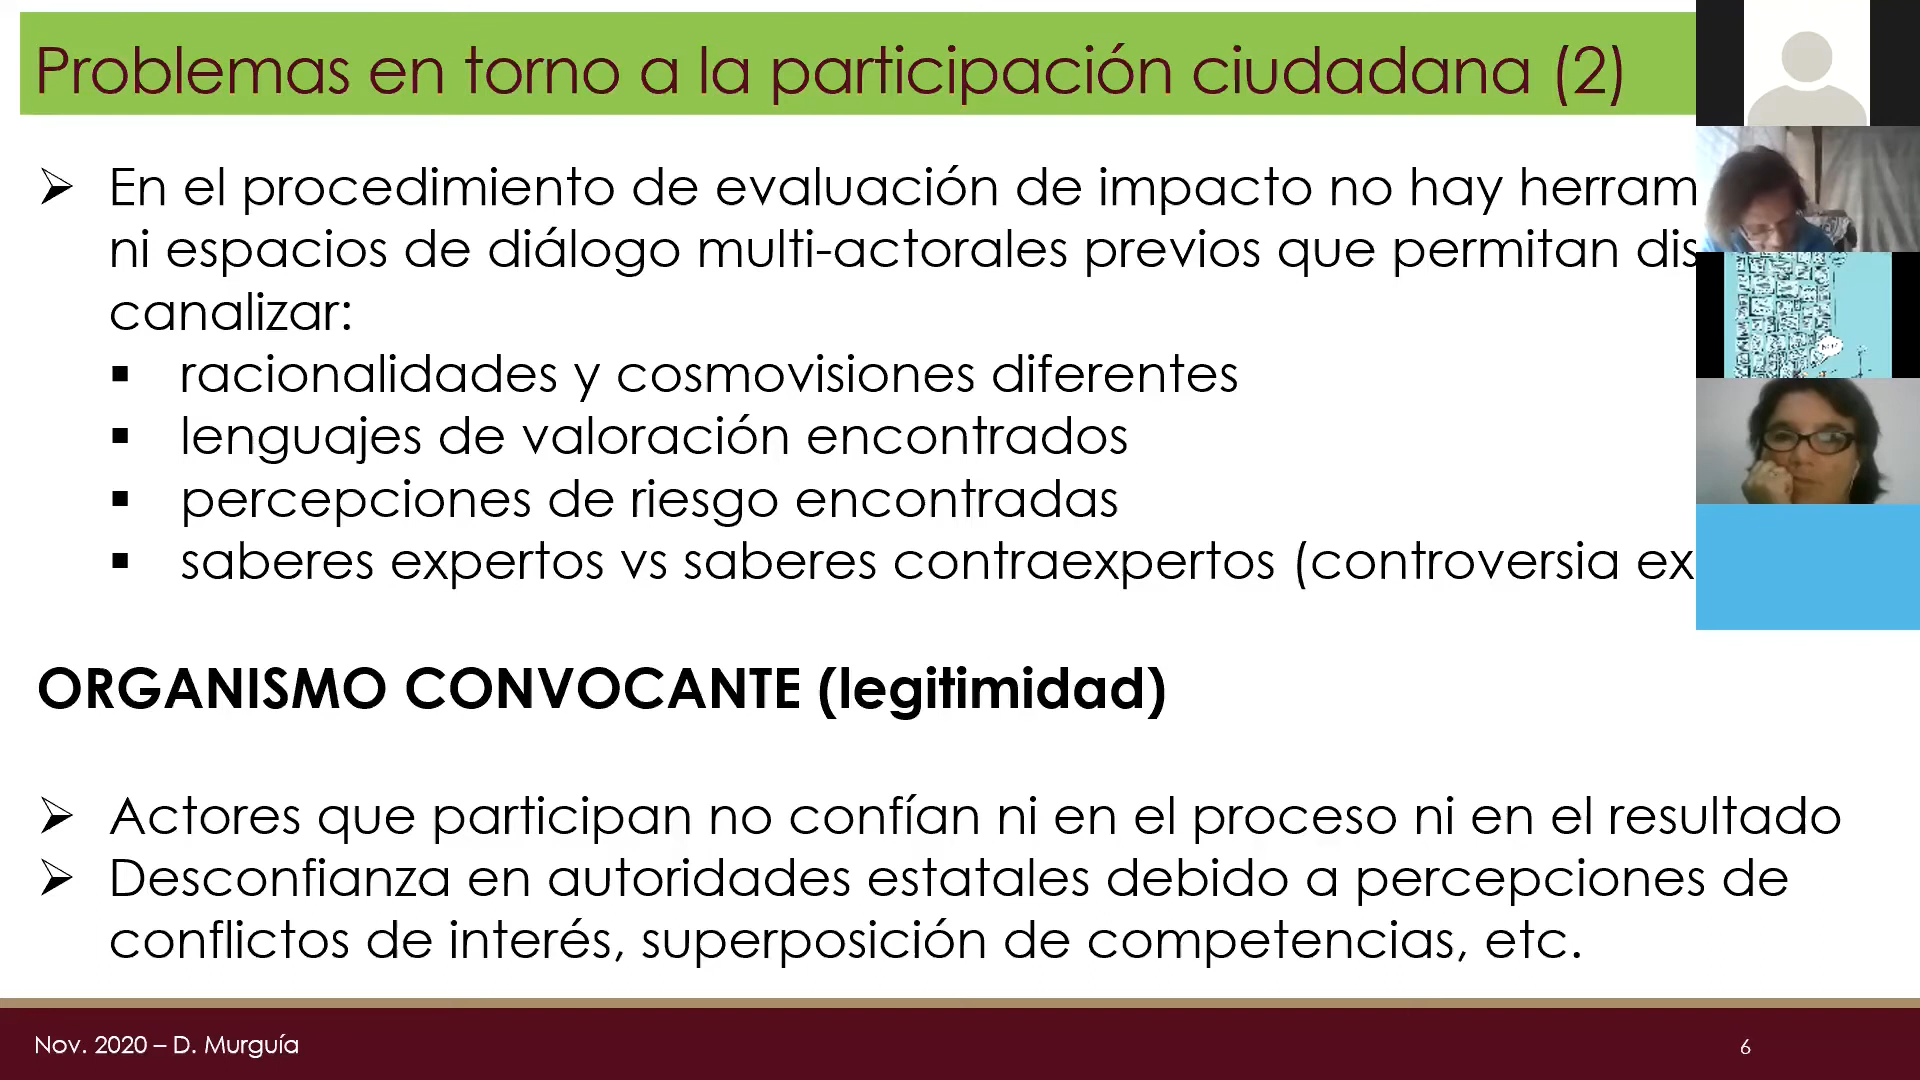 Problemas en torno a la participación ciudadana (2)
➢ En el procedimiento de evaluación de impacto no hay
ni espacios de diálogo multi-actorales previos que permitan
canalizar:
▪ racionalidades y cosmovisiones diferentes
▪ lenguajes de valoración encontrados
▪ percepciones de riesgo encontradas
▪ saberes expertos vs saberes contraexpertos (controversia
ORGANISMO CONVOCANTE (legitimidad)
➢ Actores que participan no confían ni en el proceso ni en el resultado
➢ Desconfianza en autoridades estatales debido a percepciones de
conflictos de interés, superposición de competencias, etc.
Nov. 2020 – D. Murguía
6